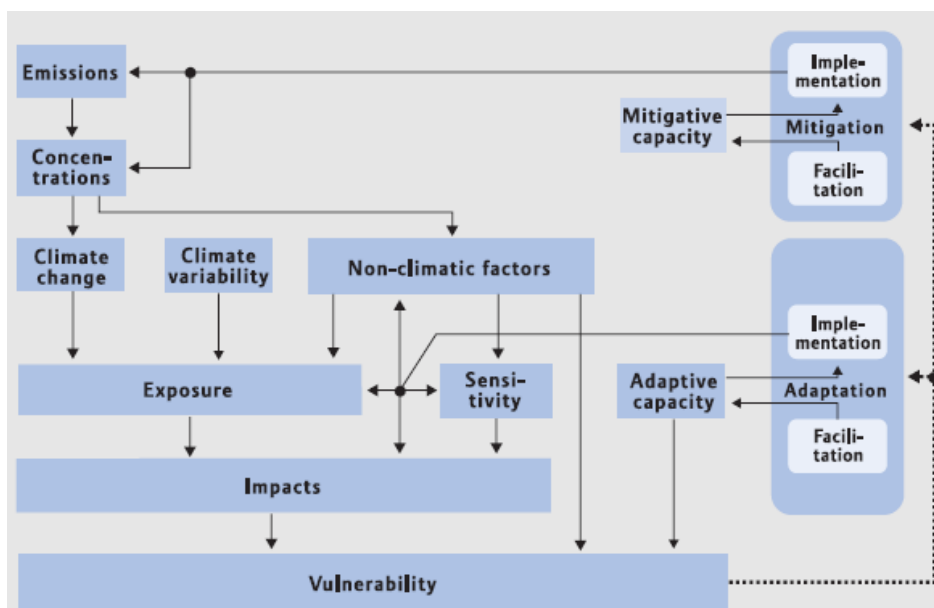 Emissions
Imple-
mentation
Mitigative
capacity
Mitigation
Concen-
trations
Facili-
tation
Climate
change
Climate
variability
Non-climatic factors
Imple-
mentation
Exposure
Sensi-
tivity
Adaptive
capacity
Adaptation
Facili-
tation
Impacts
Vulnerability